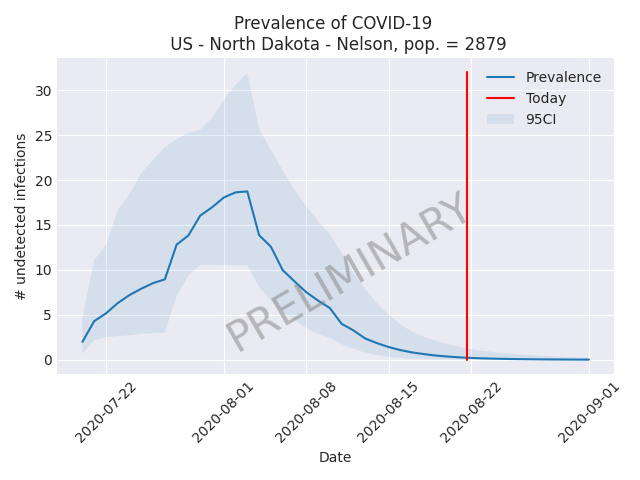 Prevalence of COVID-19
US - North Dakota - Nelson, pop. = 2879
# undetected infections
30
25
20
15
10
5
0
Prevalence
Today
95CI
PRELIMINARY
2020-07-22
2020-08-01
2020-08-08
2020-08-15
2020-08-22
2020-09-01
Date